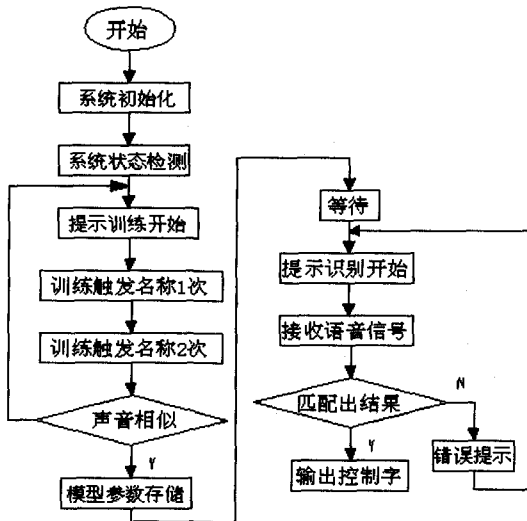 开始
系统初始化
系统状态检测
提示训练开始
训练触发名称1次
训练触发名称2次
声音相似
Y
模型参数存储
等待
提示识别开始
接收语音信号
匹配出结果
N
Y
错误提示
输出控制字